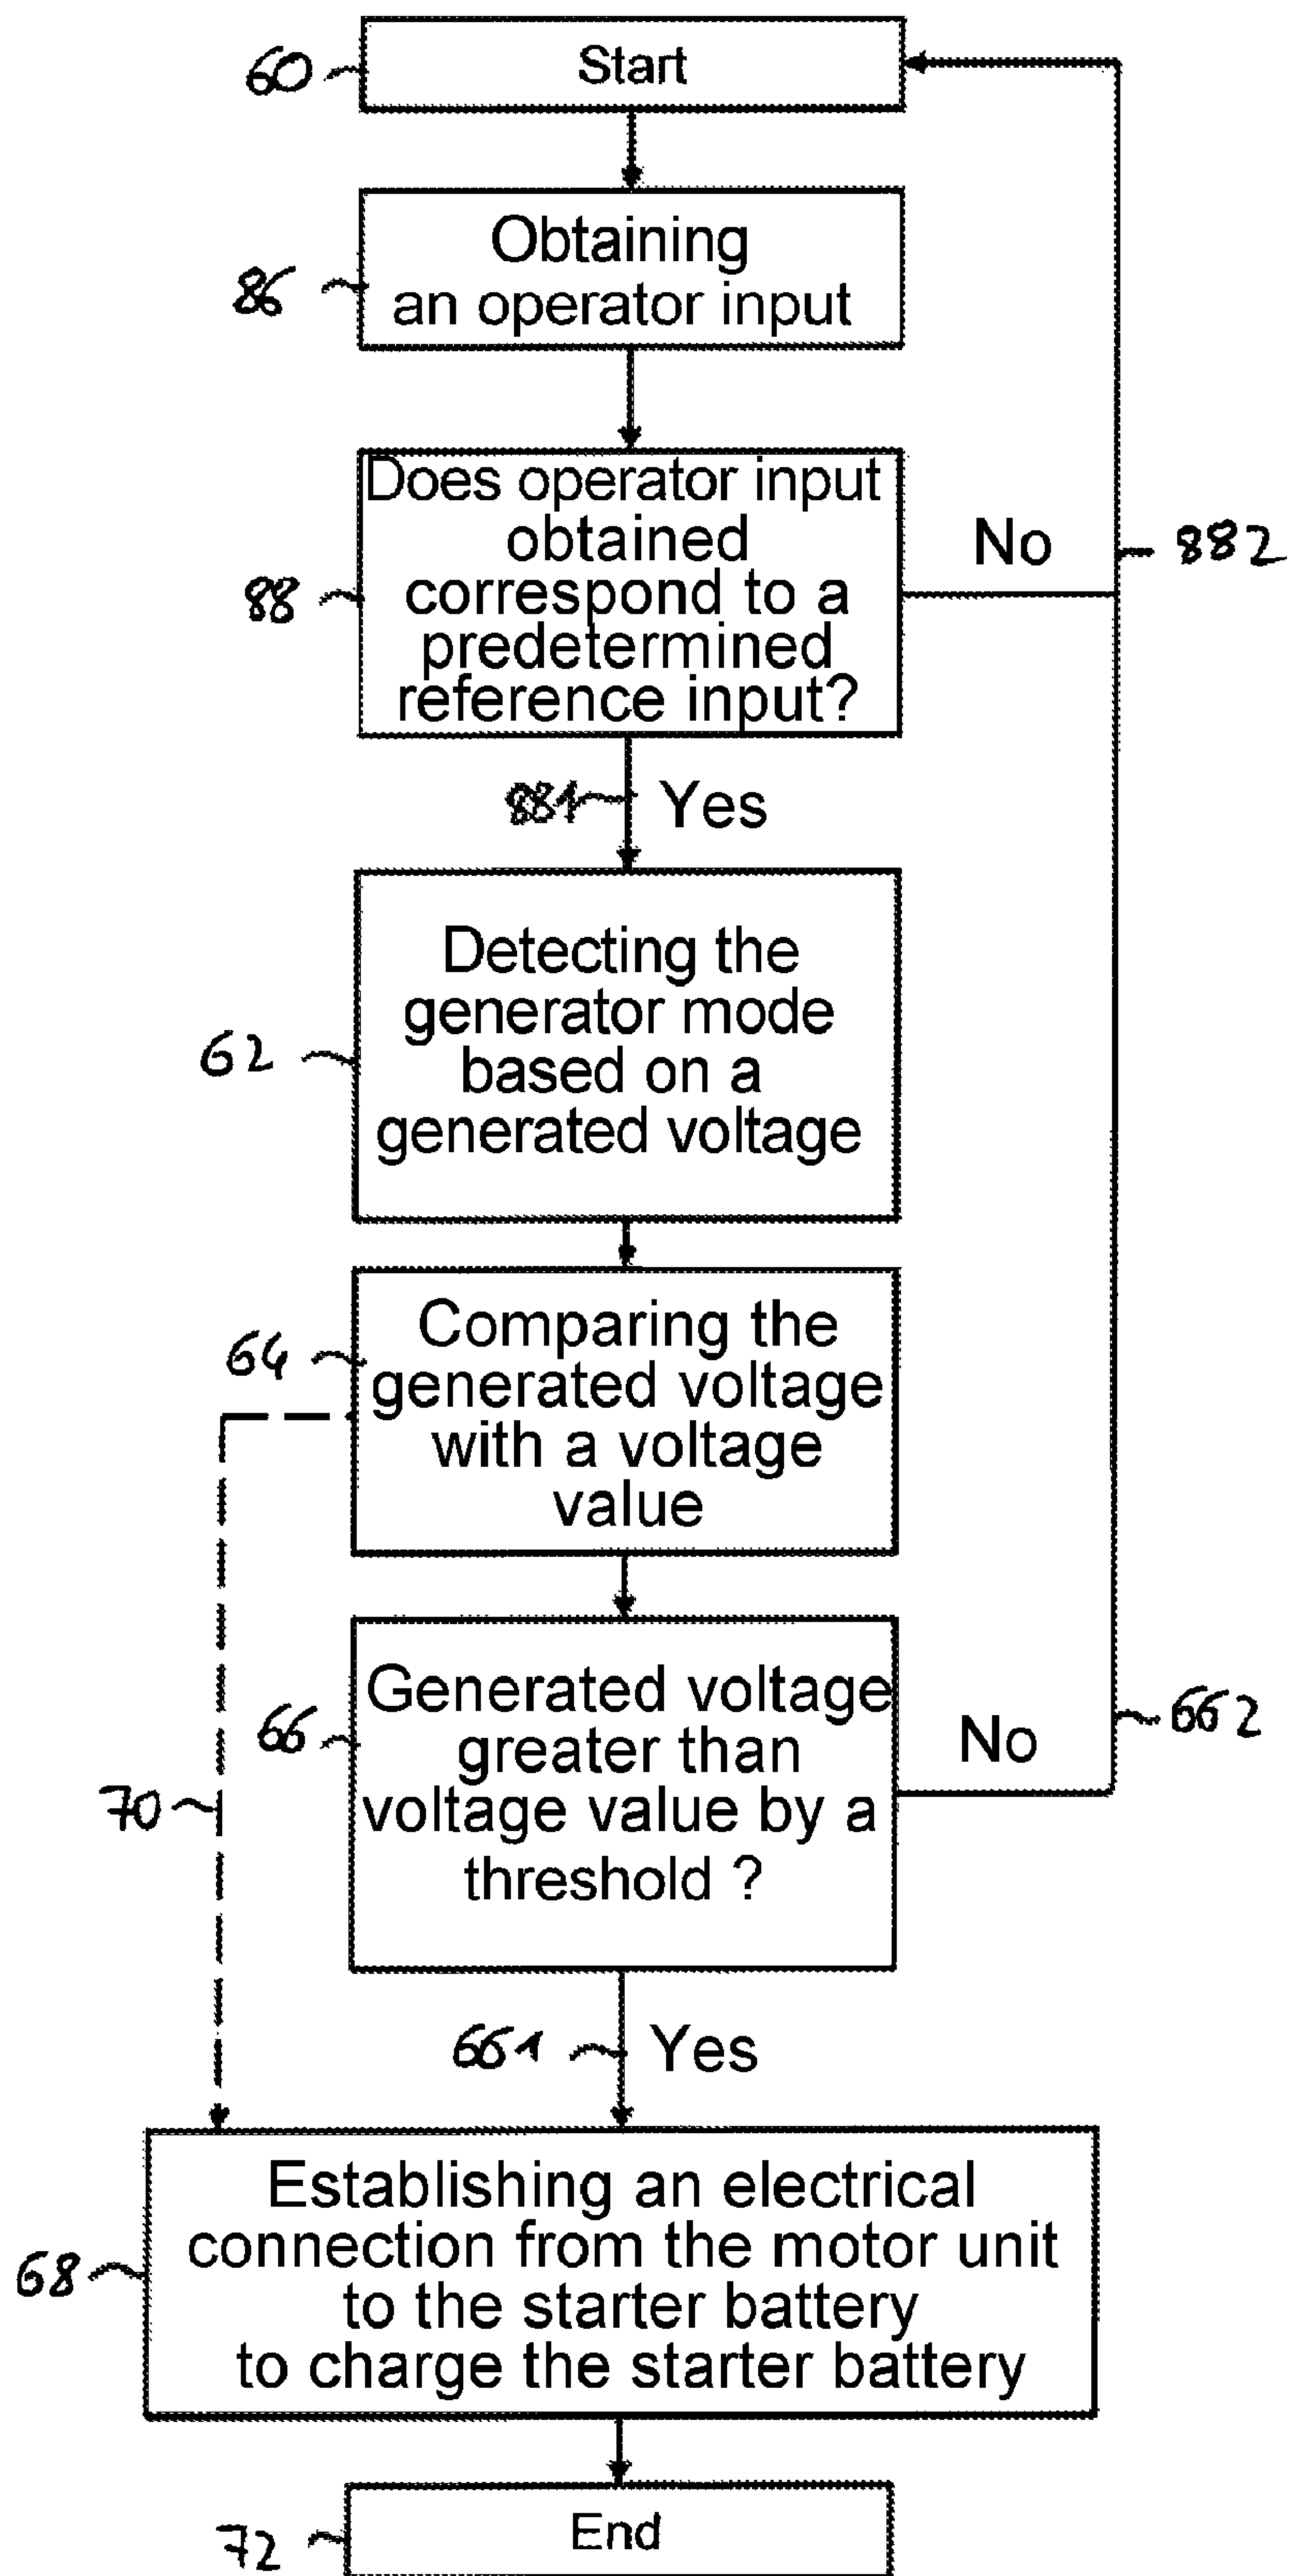 60
Start
Obtaining
an operator input
86
Does operator input
obtained
correspond to a
predetermined
reference input?
88
No
882
881
Yes
Detecting the
generator mode
based on a
generated voltage
62
Comparing the
generated voltage
with a voltage
value
64
Generated voltage
greater than
voltage value by a
threshold ?
66
No
662
70
661
Yes
Establishing an electrical
connection from the motor unit
to the starter battery
to charge the starter battery
68
End
72